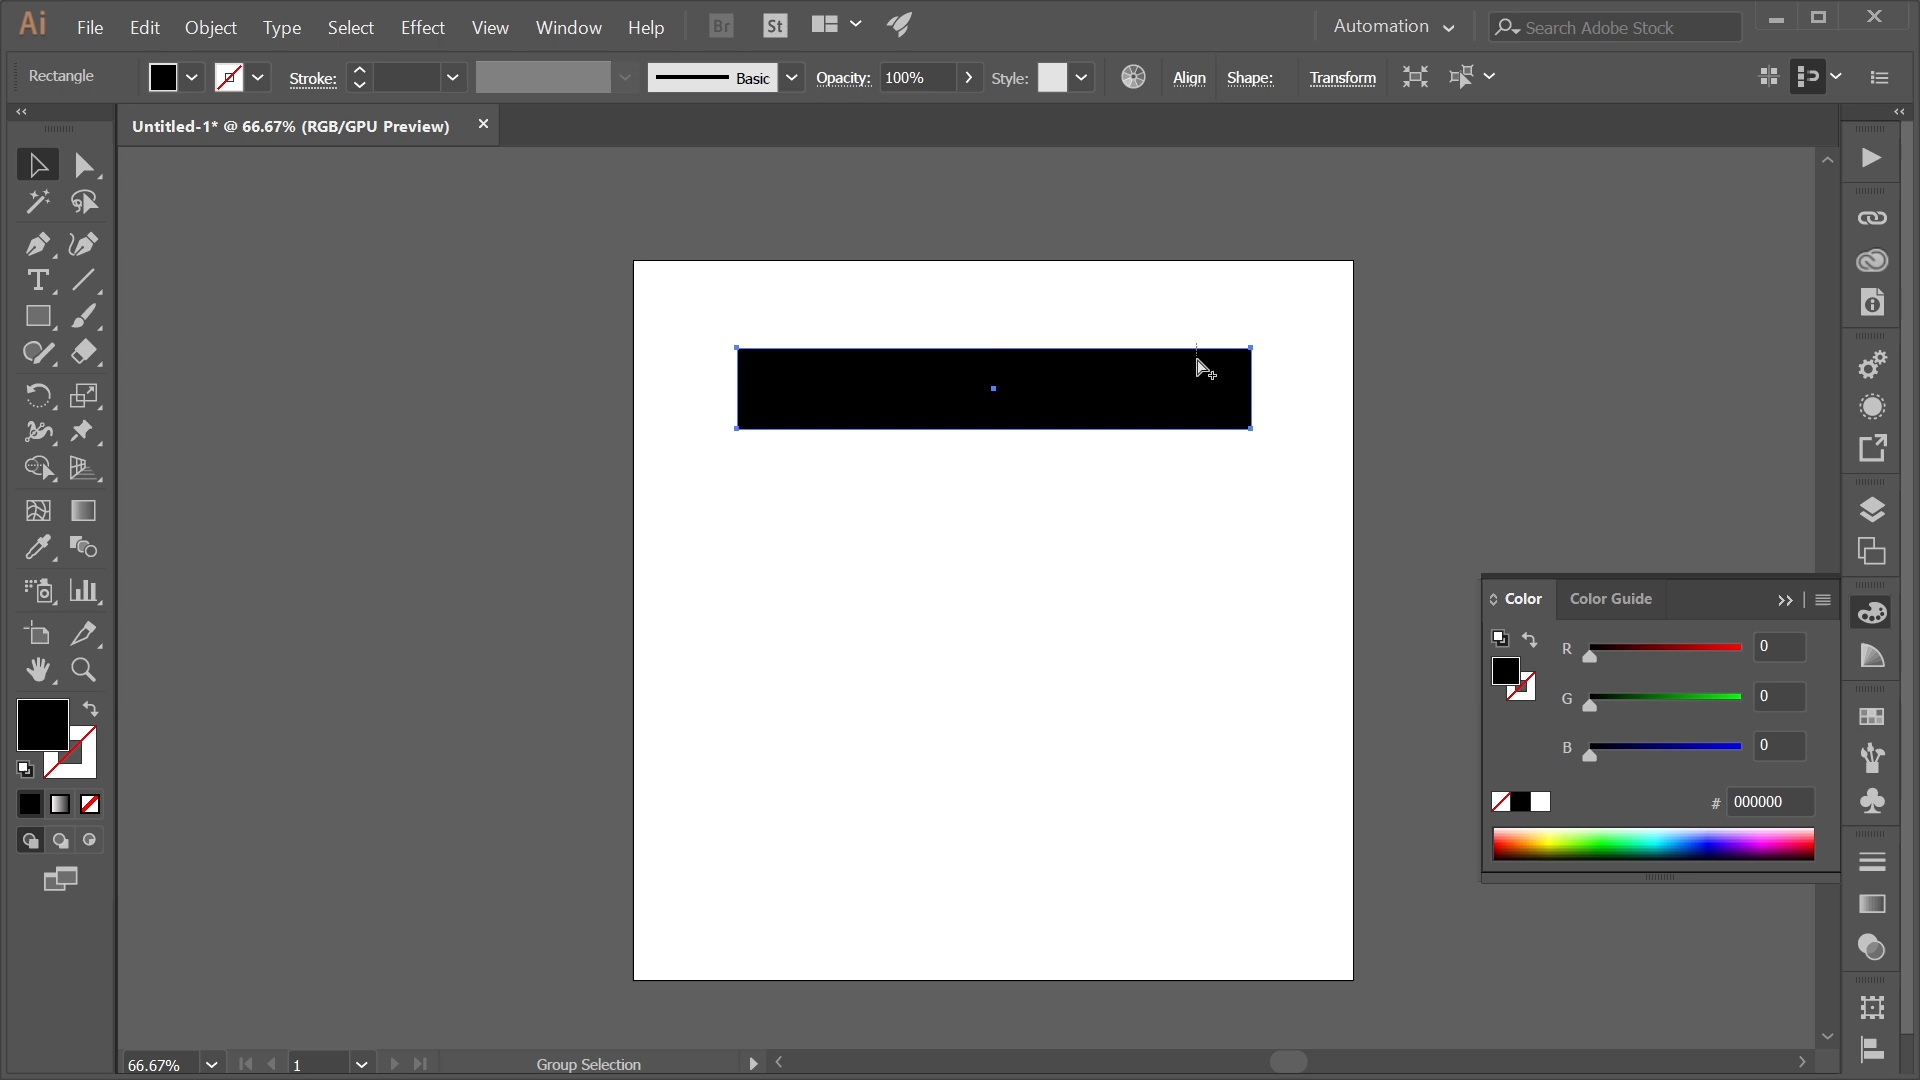 Ai File Edit Object Type Select Effect View Window Help Br St Automation Search Adobe Stock
Rectangle Stroke: Basic Opacity: 100% Style: Align Shape: Transform
Untitled-1* @ 66.67% (RGB/GPU Preview)
Color Color Guide
R 0
G 0
B 0
# 000000
66.67% 1 Group Selection